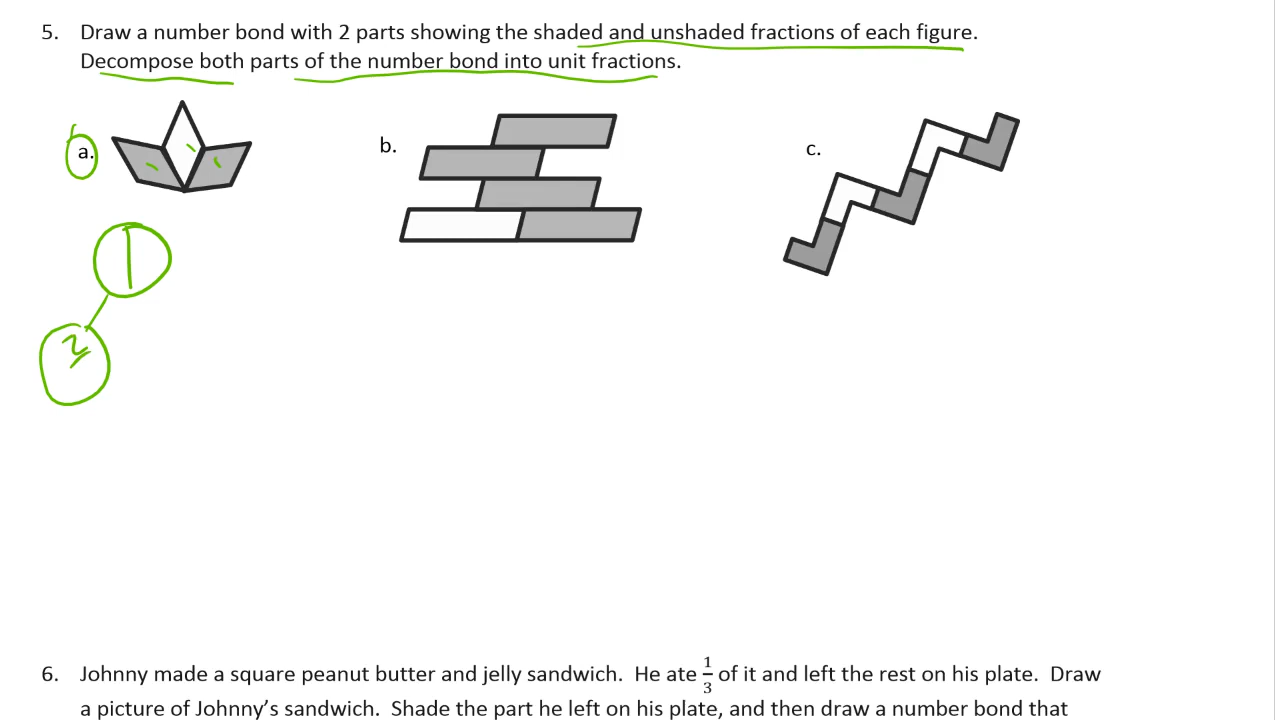 5. Draw a number bond with 2 parts showing the shaded and unshaded fractions of each figure.
Decompose both parts of the number bond into unit fractions.
a.
b.
c.
1
2
6. Johnny made a square peanut butter and jelly sandwich. He ate 1/3 of it and left the rest on his plate. Draw
a picture of Johnny’s sandwich. Shade the part he left on his plate, and then draw a number bond that